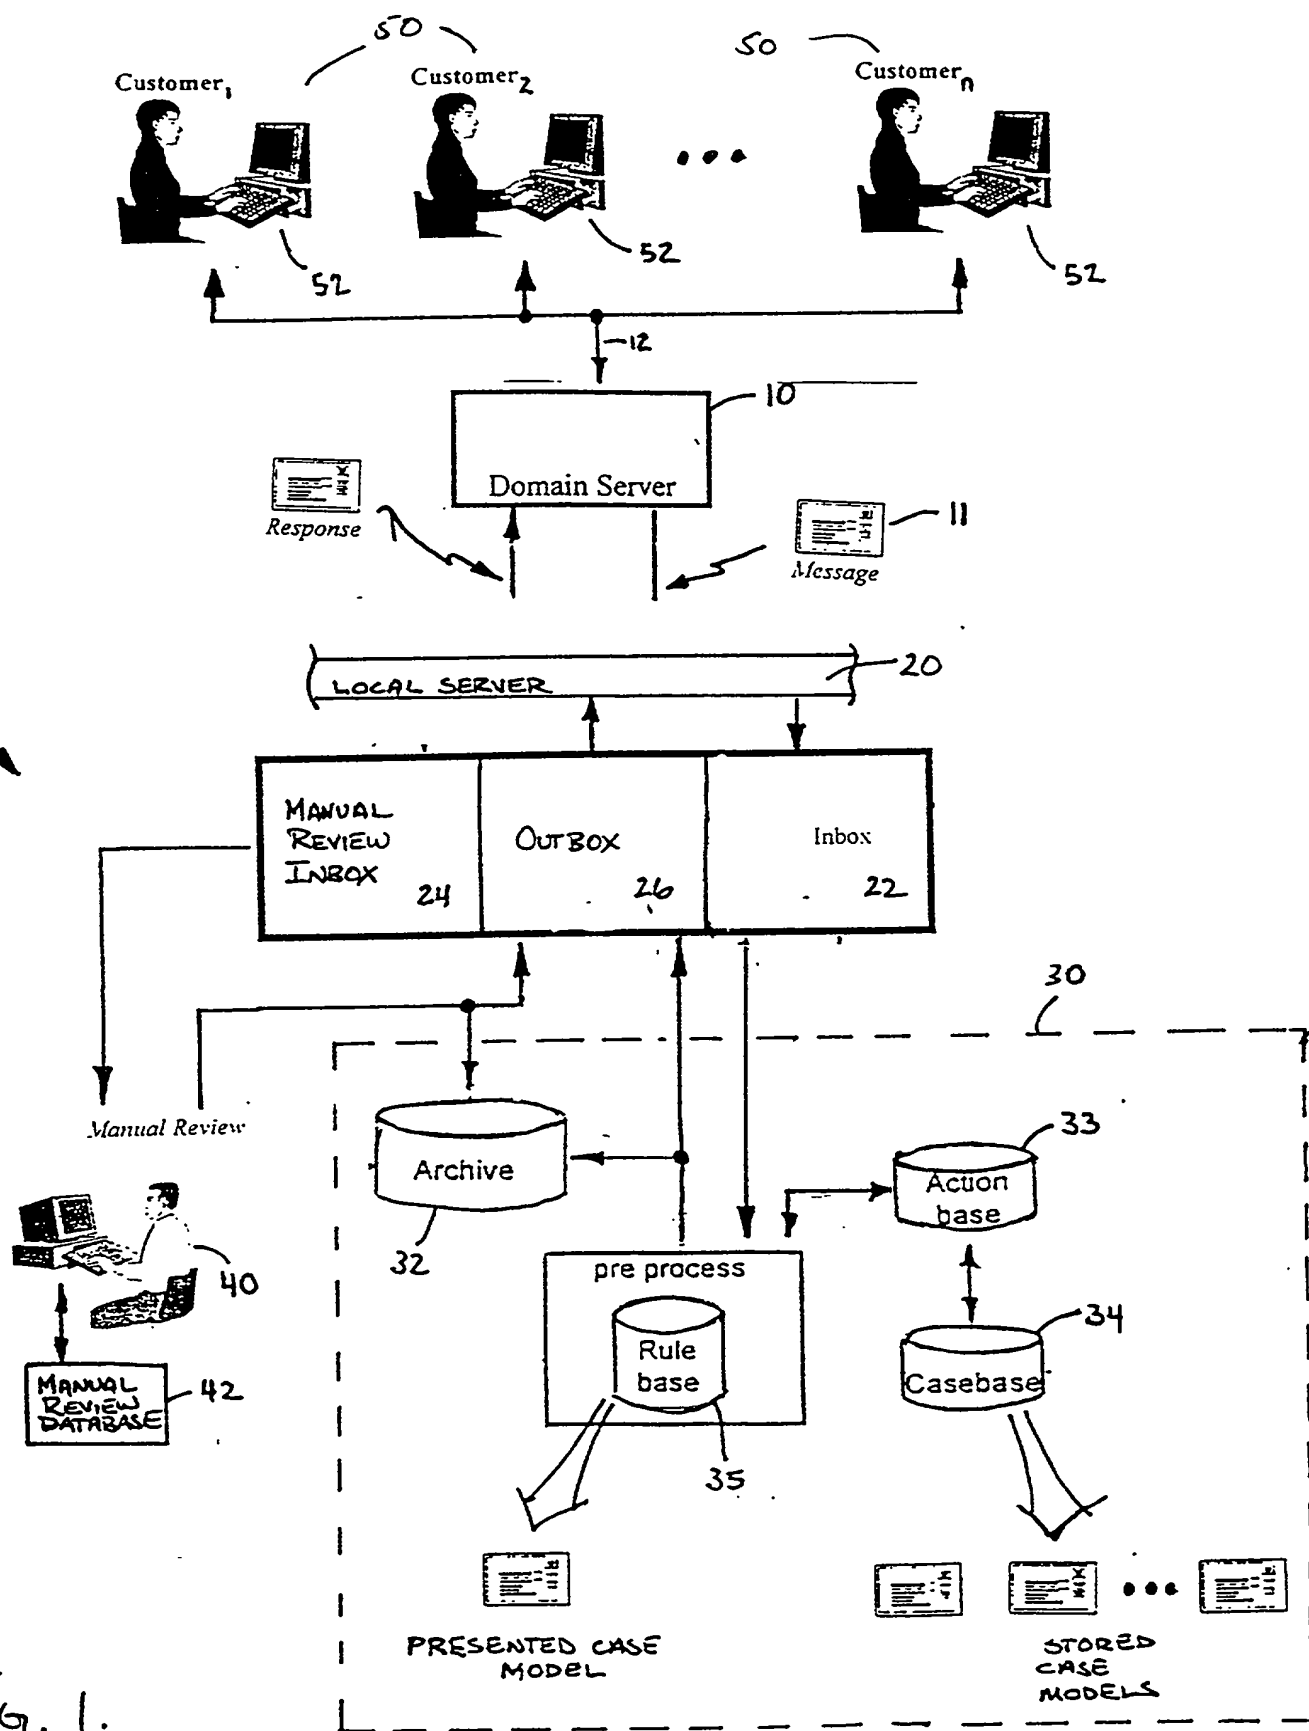 50
50
Customer1
Customer2
Customern
52
52
52
12
10
Domain Server
Response
11
Message
20
LOCAL SERVER
MANUAL
REVIEW
INBOX
24
OUTBOX
26
Inbox
22
30
Manual Review
Archive
32
33
Action
base
40
pre process
Rule
base
35
34
Casebase
MANUAL
REVIEW
DATABASE
42
PRESENTED CASE
MODEL
STORED
CASE
MODELS
G. 1.